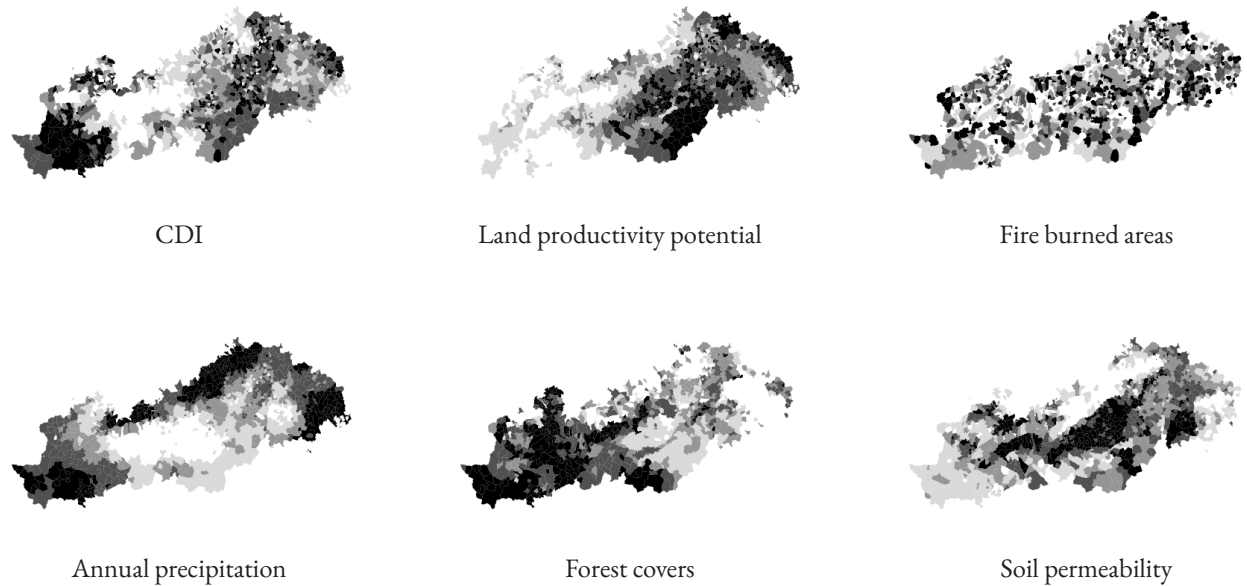 CDI
Land productivity potential
Fire burned areas
Annual precipitation
Forest covers
Soil permeability